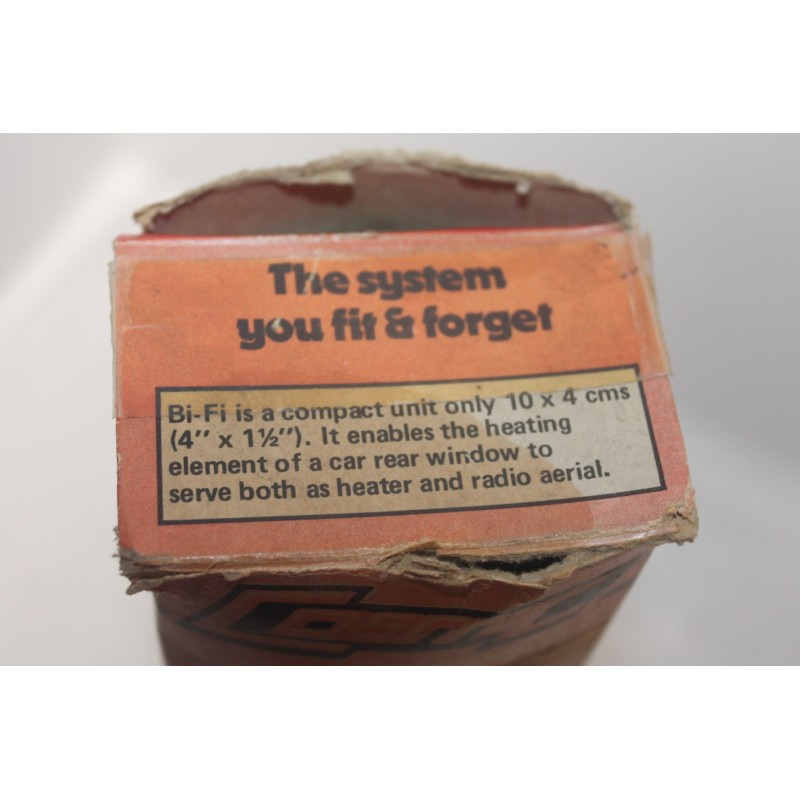 The system
you fit & forget
Bi-Fi is a compact unit only 10 x 4 cms
(4" x 1½"). It enables the heating
element of a car rear window to
serve both as heater and radio aerial.